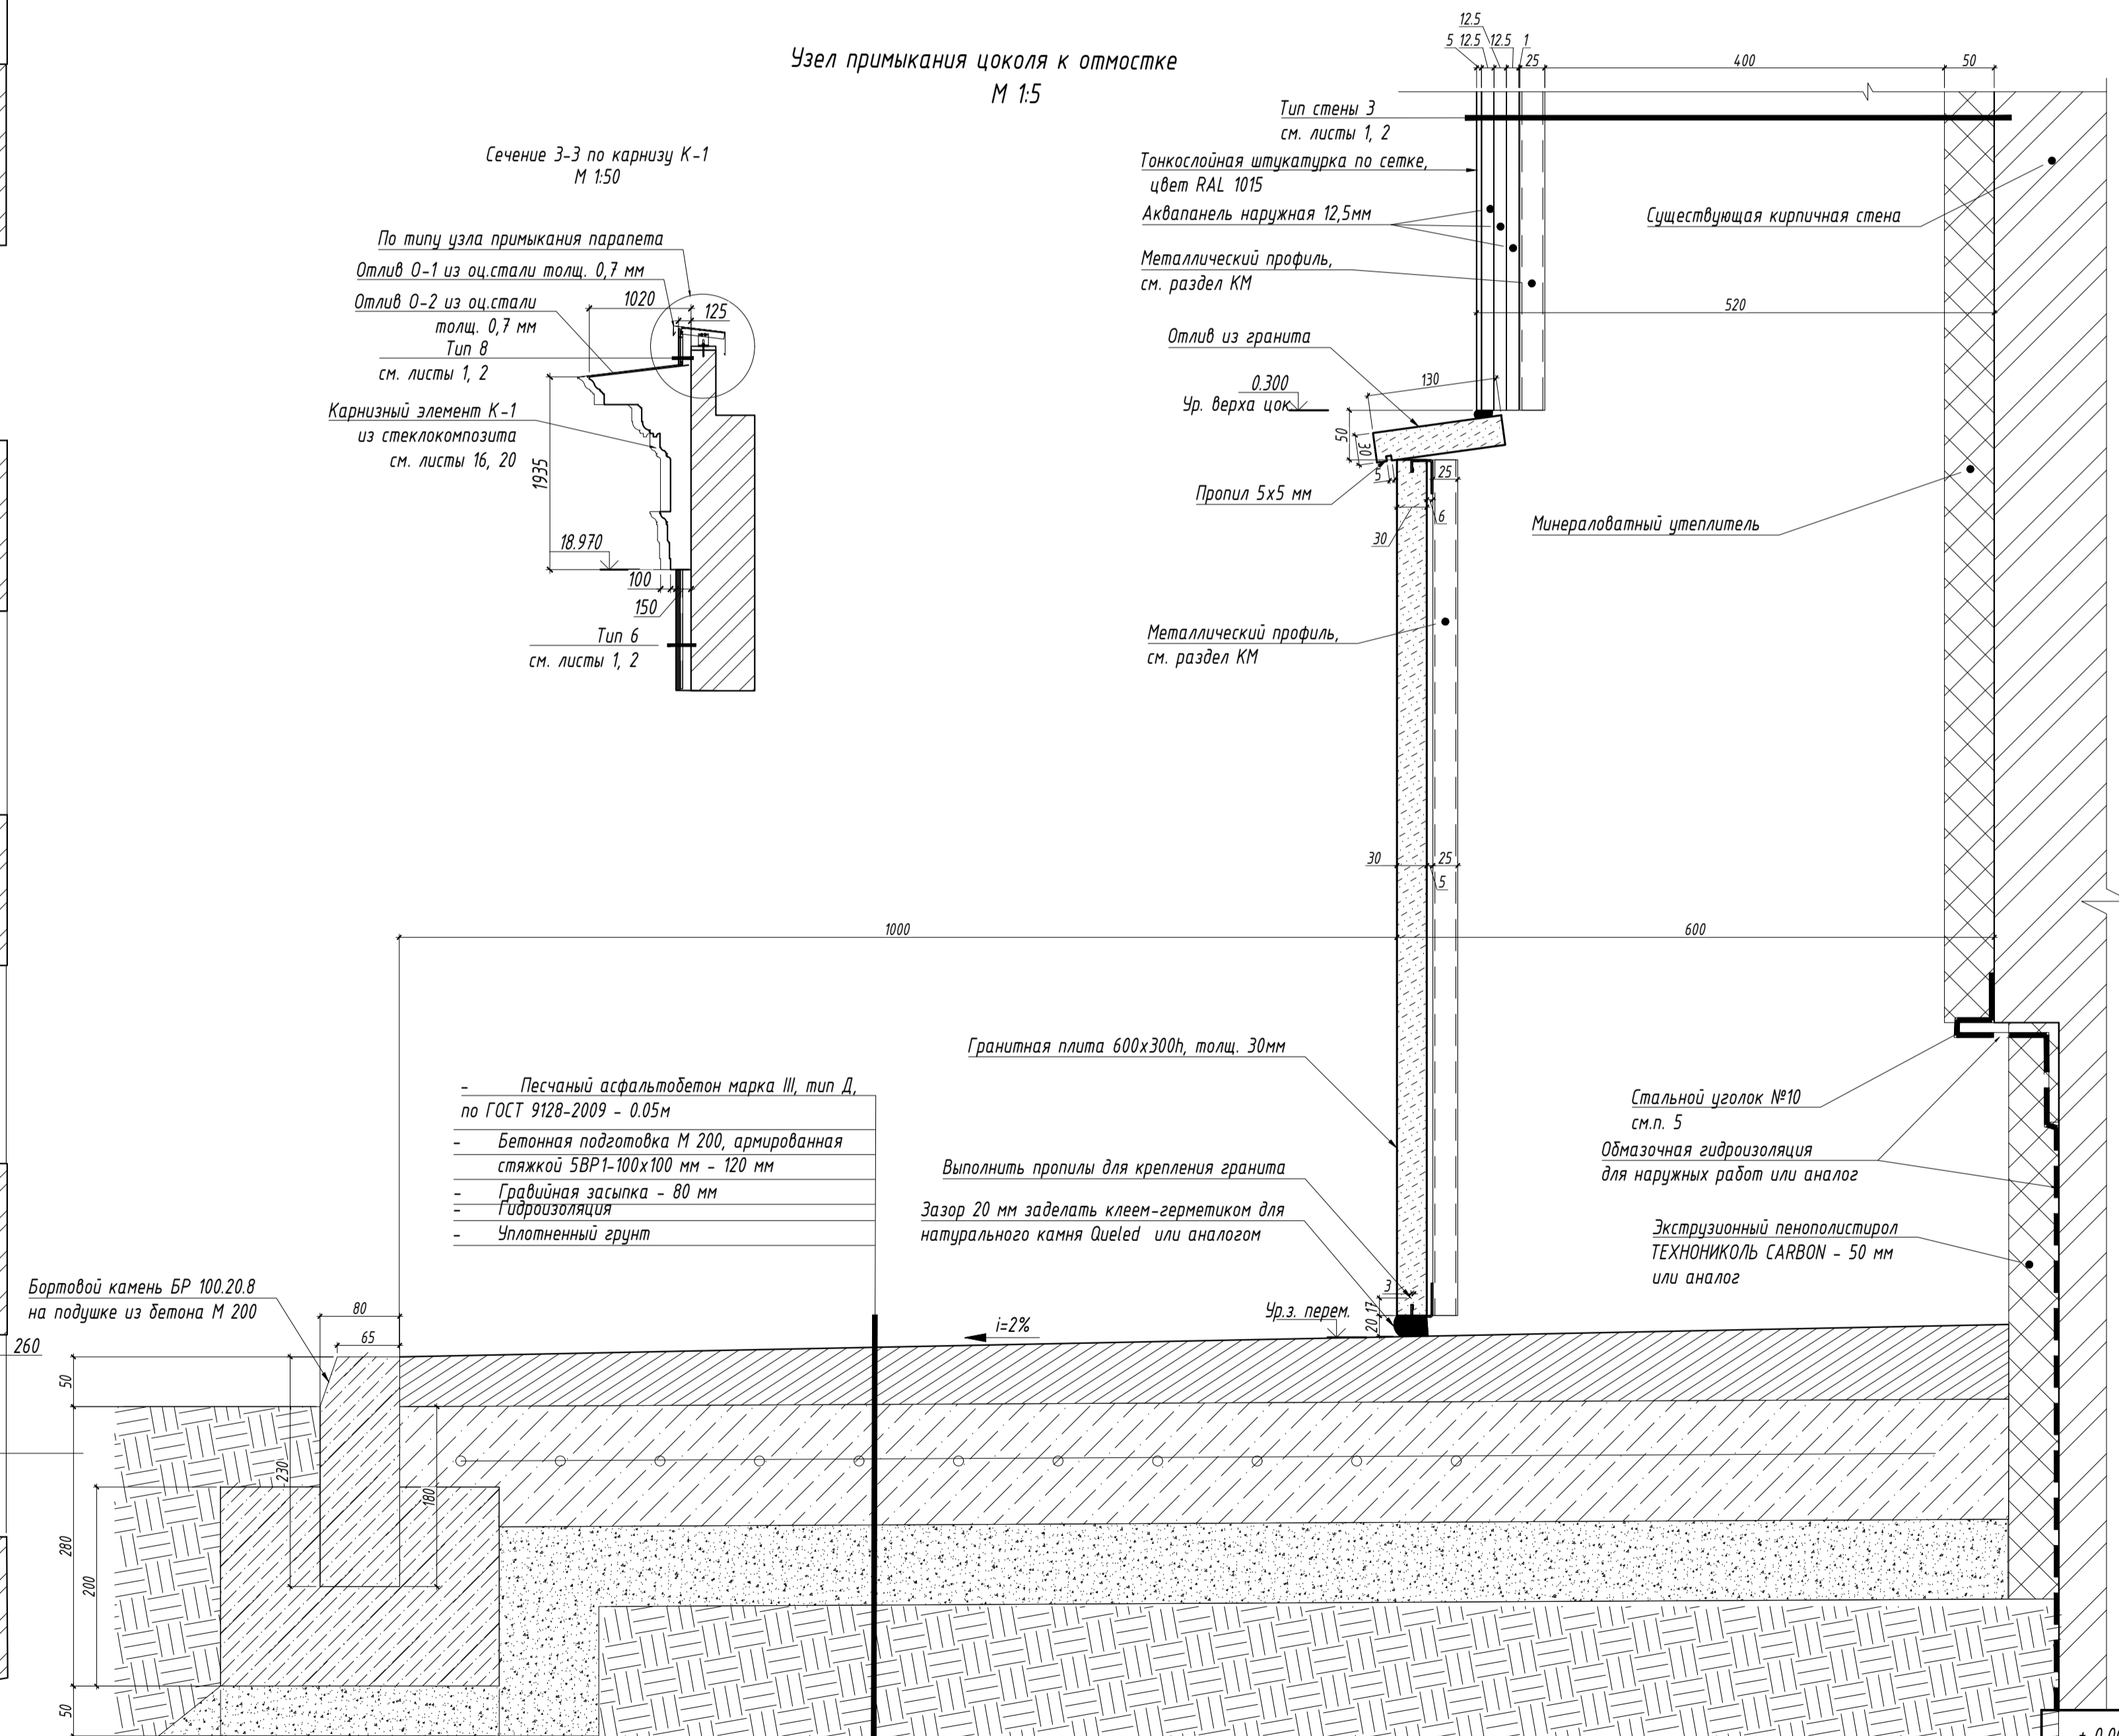 Узел примыкания цоколя к отмостке
М 1:5
Сечение 3-3 по карнизу К-1
М 1:50
По типу узла примыкания парапета
Отлив О-1 из оц.стали толщ. 0,7 мм
Отлив О-2 из оц.стали
толщ. 0,7 мм
Тип 8
см. листы 1, 2
Карнизный элемент К-1
из стеклокомпозита
см. листы 16, 20
1020
125
1935
18.970
100
150
Тип 6
см. листы 1, 2
12.5
5 12.5 12.5 1
25
400
50
Тип стены 3
см. листы 1, 2
Тонкослойная штукатурка по сетке,
цвет RAL 1015
Аквапанель наружная 12,5мм
Металлический профиль,
см. раздел КМ
Существующая кирпичная стена
520
Отлив из гранита
130
0.300
Ур. верха цок.
50
30
5
25
6
30
Пропил 5х5 мм
Минераловатный утеплитель
Металлический профиль,
см. раздел КМ
30
25
5
1000
600
Гранитная плита 600х300h, толщ. 30мм
Выполнить пропилы для крепления гранита
Зазор 20 мм заделать клеем-герметиком для
натурального камня Queled или аналогом
Стальной уголок №10
см.п. 5
Обмазочная гидроизоляция
для наружных работ или аналог
Экструзионный пенополистирол
ТЕХНОНИКОЛЬ CARBON - 50 мм
или аналог
- Песчаный асфальтобетон марка III, тип Д,
по ГОСТ 9128-2009 - 0.05м
- Бетонная подготовка М 200, армированная
стяжкой 5ВР1-100х100 мм - 120 мм
- Гравийная засыпка - 80 мм
- Гидроизоляция
- Уплотненный грунт
Бортовой камень БР 100.20.8
на подушке из бетона М 200
260
80
65
i=2%
Ур.з. перем.
3
17
20
50
230
180
280
200
50